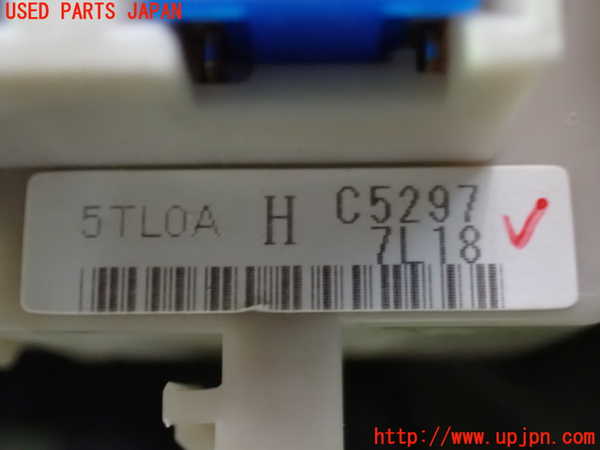 USED PARTS JAPAN
5TL0A H C5297
7L18
http://www.upjpn.com/